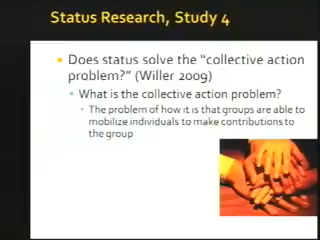 Status Research, Study 4
Does status solve the "collective action
problem?" (Willer 2009)
What is the collective action problem?
The problem of how it is that groups are able to
mobilize individuals to make contributions to
the group